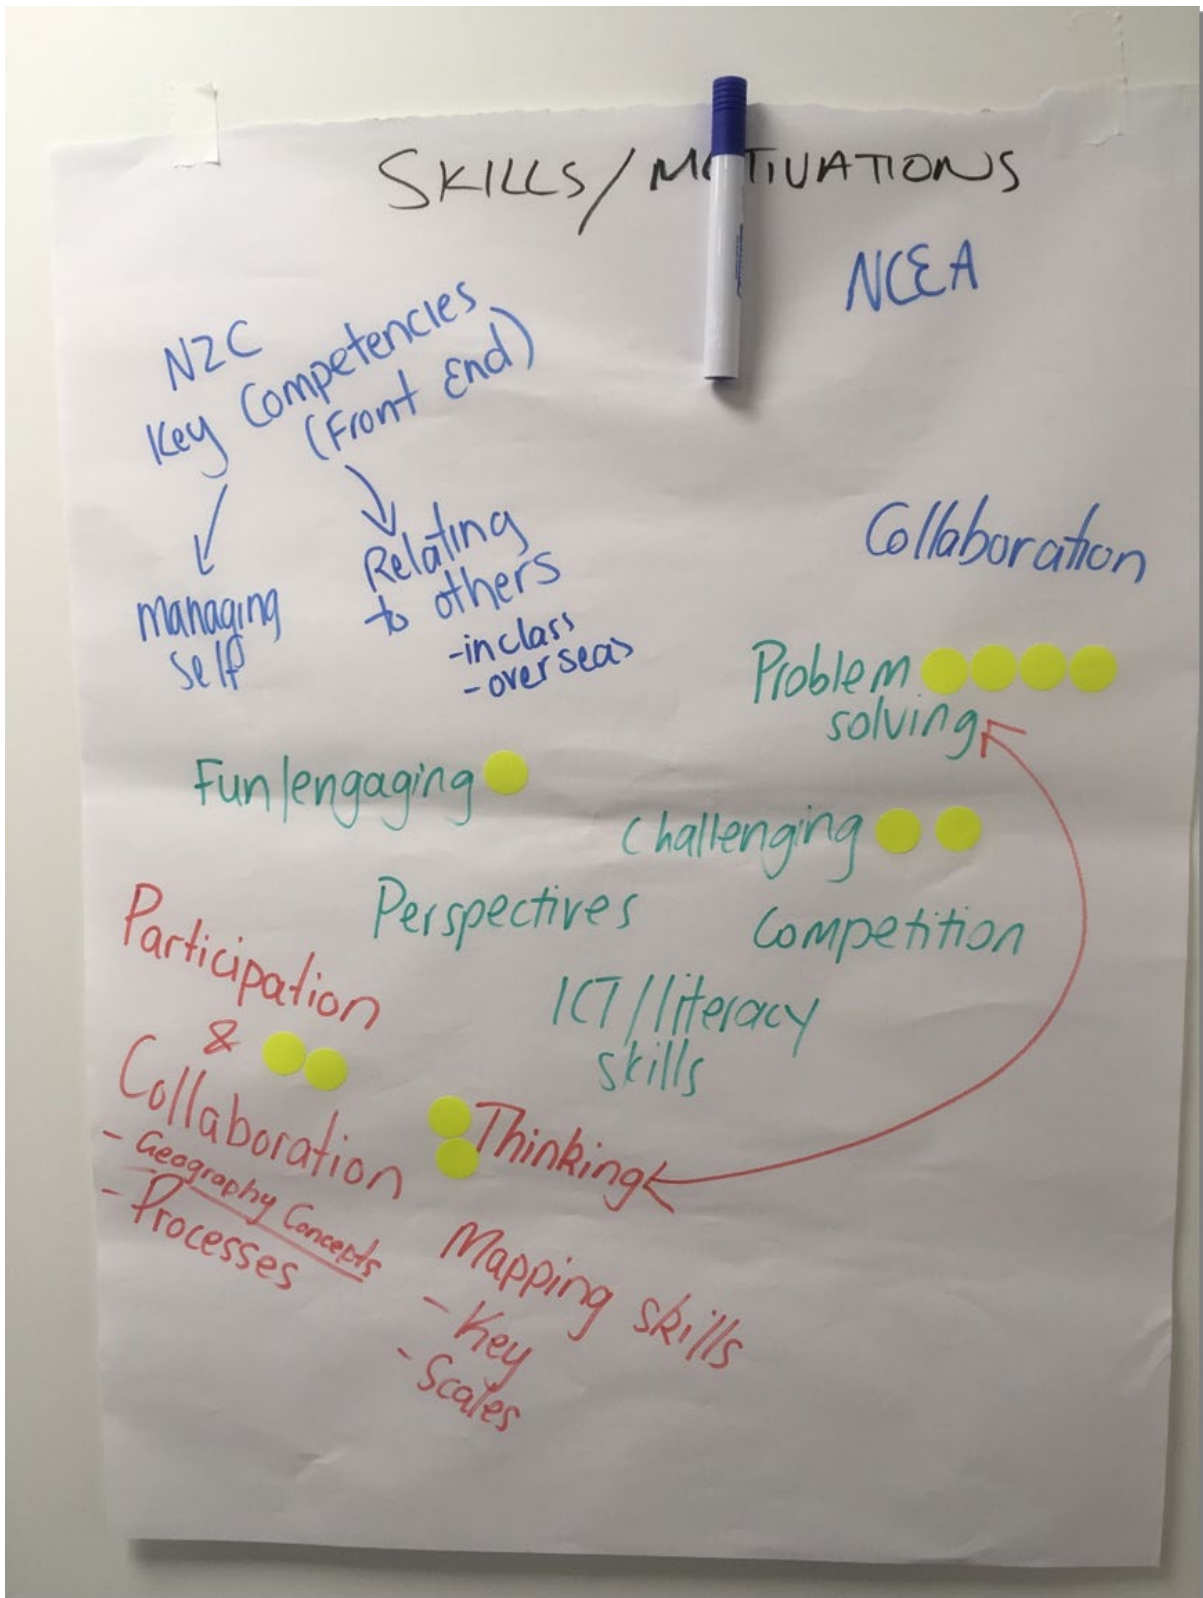 SKILLS/MOTIVATIONS
NCEA
NZC
Key Competencies
(Front End)
Managing
self
Relating
to others
-in class
-overseas
Collaboration
Problem
solving
Fun/engaging
Challenging
Perspectives
Competition
ICT/literacy
skills
Participation
&
Collaboration
- Geography Concepts
- Processes
Thinking
Mapping skills
- Key
- Scales